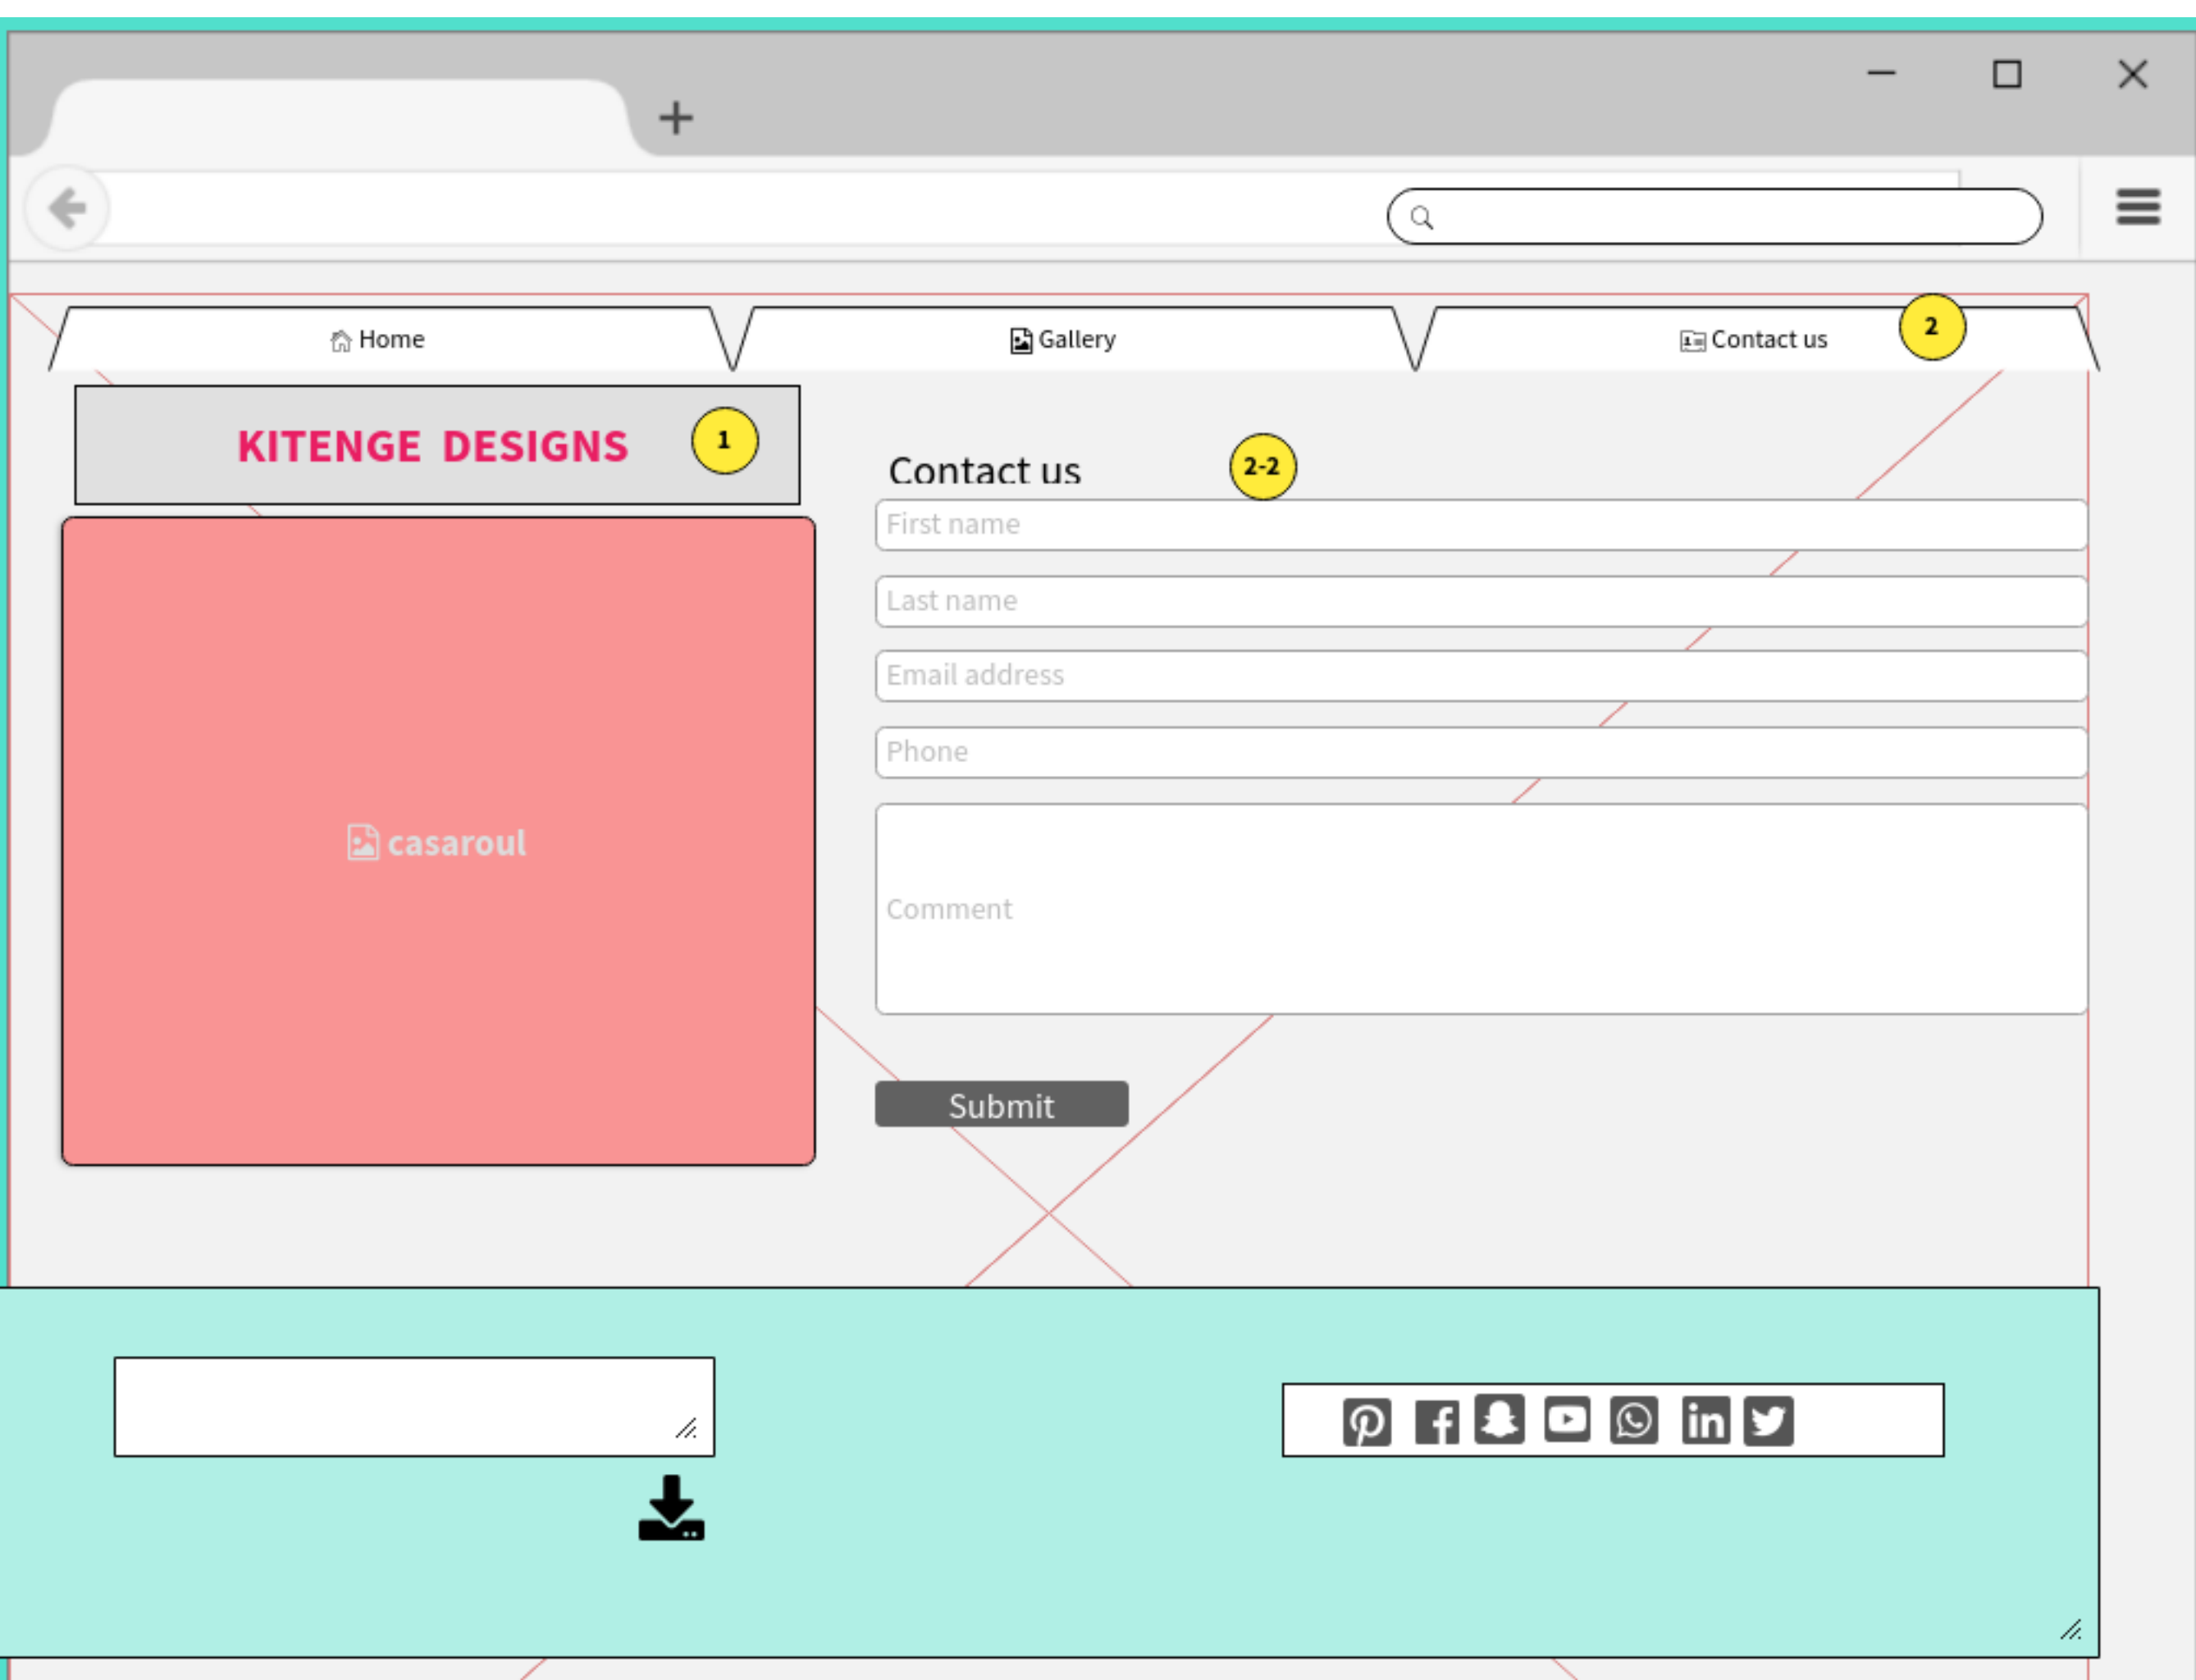 Home
Gallery
Contact us
2
KITENGE DESIGNS
1
Contact us
2-2
First name
Last name
Email address
Phone
casaroul
Comment
Submit